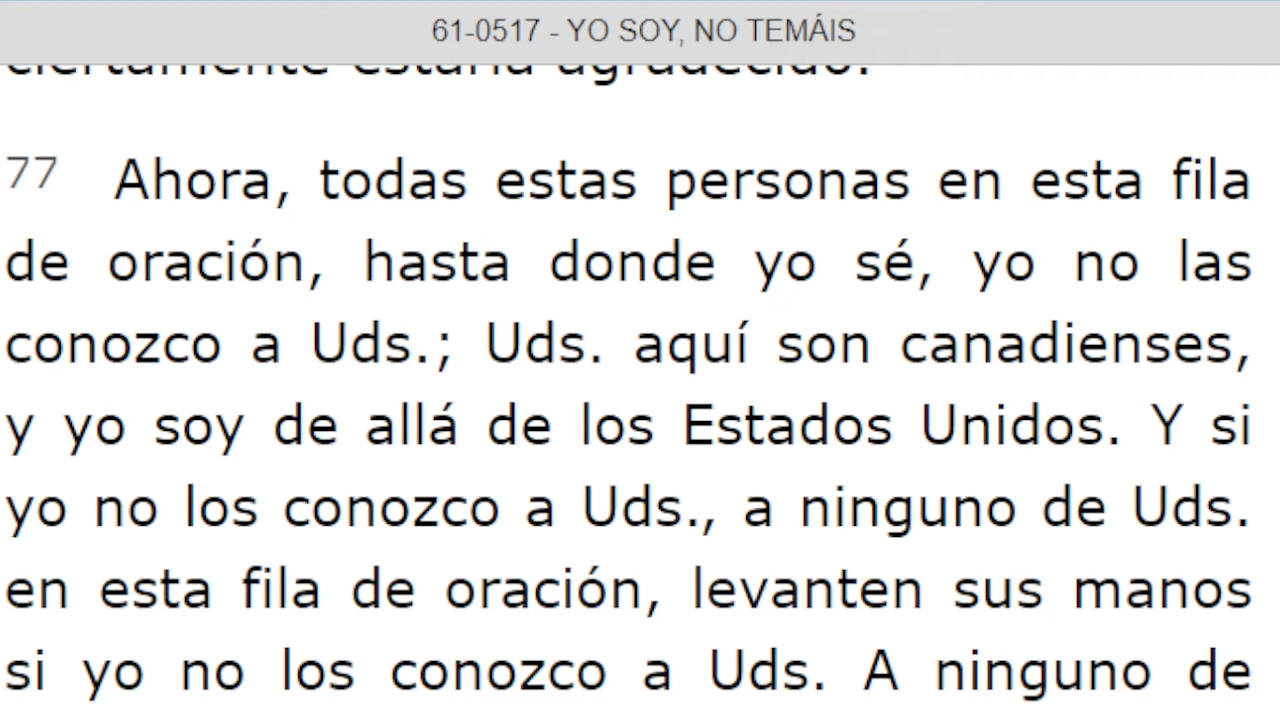 61-0517 - YO SOY, NO TEMÁIS
ciertamente estaría agradecido.
77 Ahora, todas estas personas en esta fila
de oración, hasta donde yo sé, yo no las
conozco a Uds.; Uds. aquí son canadienses,
y yo soy de allá de los Estados Unidos. Y si
yo no los conozco a Uds., a ninguno de Uds.
en esta fila de oración, levanten sus manos
si yo no los conozco a Uds. A ninguno de